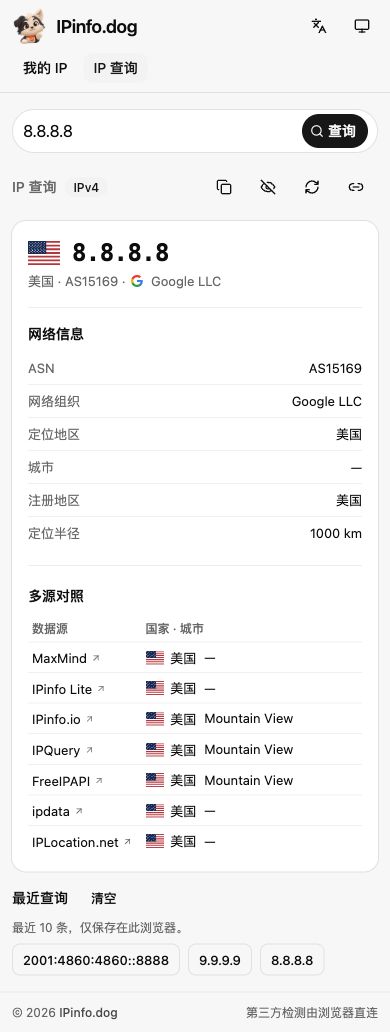 IPinfo.dog
我的 IP IP 查询
8.8.8.8 查询
IP 查询 IPv4
8.8.8.8
美国 · AS15169 · Google LLC
网络信息
ASN AS15169
网络组织 Google LLC
定位地区 美国
城市 —
注册地区 美国
定位半径 1000 km
多源对照
数据源 国家 · 城市
MaxMind ↗ 美国 —
IPinfo Lite ↗ 美国 —
IPinfo.io ↗ 美国 Mountain View
IPQuery ↗ 美国 Mountain View
FreeIPAPI ↗ 美国 Mountain View
ipdata ↗ 美国 —
IPLocation.net ↗ 美国 —
最近查询 清空
最近 10 条，仅保存在此浏览器。
2001:4860:4860::8888 9.9.9.9 8.8.8.8
© 2026 IPinfo.dog 第三方检测由浏览器直连